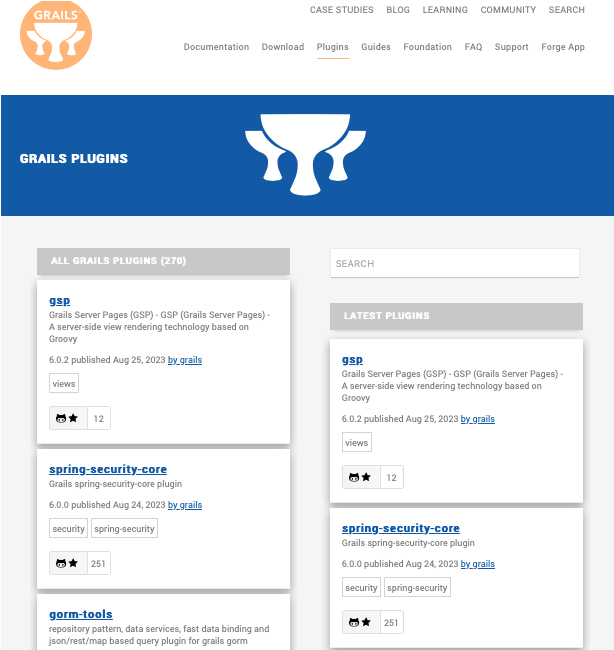 GRAILS
CASE STUDIES BLOG LEARNING COMMUNITY SEARCH
Documentation Download Plugins Guides Foundation FAQ Support Forge App
GRAILS PLUGINS
ALL GRAILS PLUGINS (270)
gsp
Grails Server Pages (GSP) - GSP (Grails Server Pages) -
A server-side view rendering technology based on
Groovy
6.0.2 published Aug 25, 2023 by grails
views
12
spring-security-core
Grails spring-security-core plugin
6.0.0 published Aug 24, 2023 by grails
security spring-security
251
gorm-tools
repository pattern, data services, fast data binding and
json/rest/map based query plugin for grails gorm
SEARCH
LATEST PLUGINS
gsp
Grails Server Pages (GSP) - GSP (Grails Server Pages) -
A server-side view rendering technology based on
Groovy
6.0.2 published Aug 25, 2023 by grails
views
12
spring-security-core
Grails spring-security-core plugin
6.0.0 published Aug 24, 2023 by grails
security spring-security
251